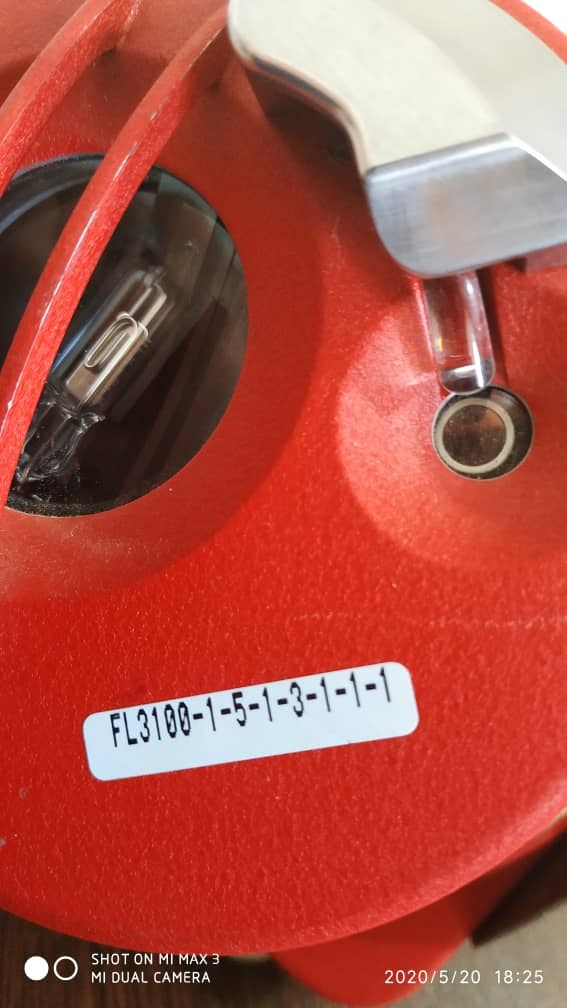 FL3100-1-5-1-3-1-1-1
SHOT ON MI MAX 3
MI DUAL CAMERA
2020/5/20 18:25